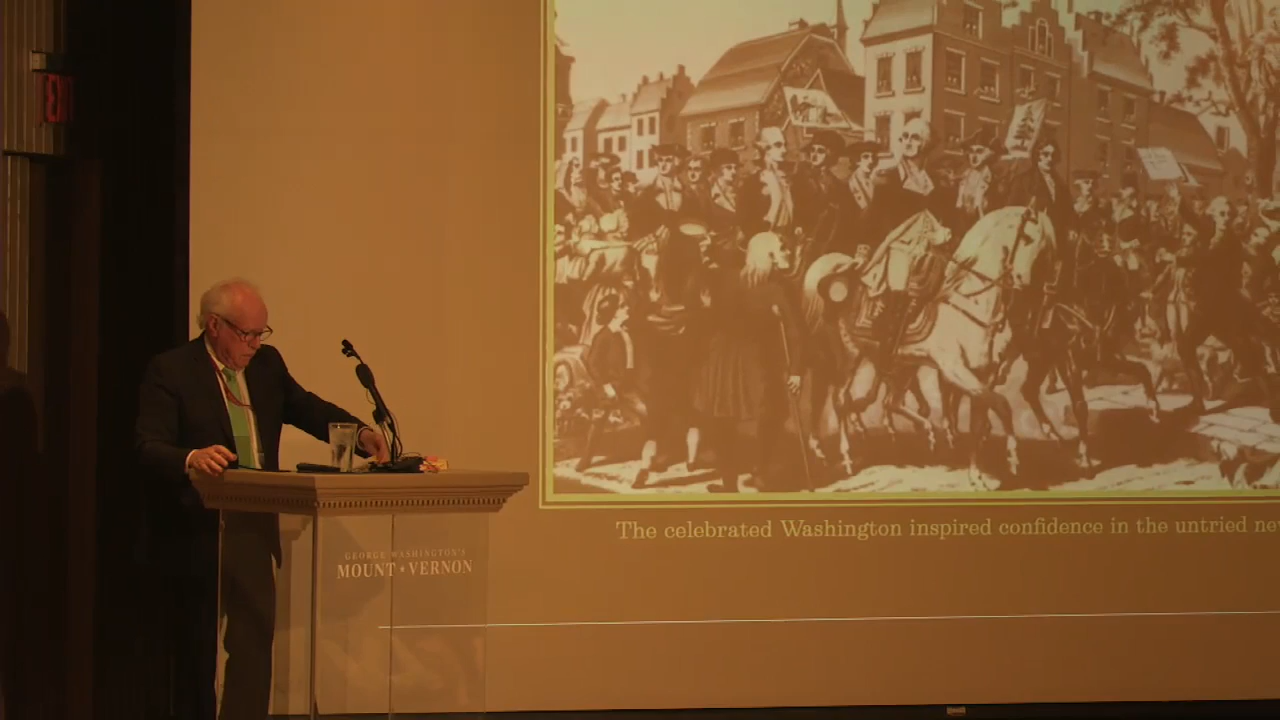 The celebrated Washington inspired confidence in the untried
GEORGE WASHINGTON'S
MOUNT VERNON